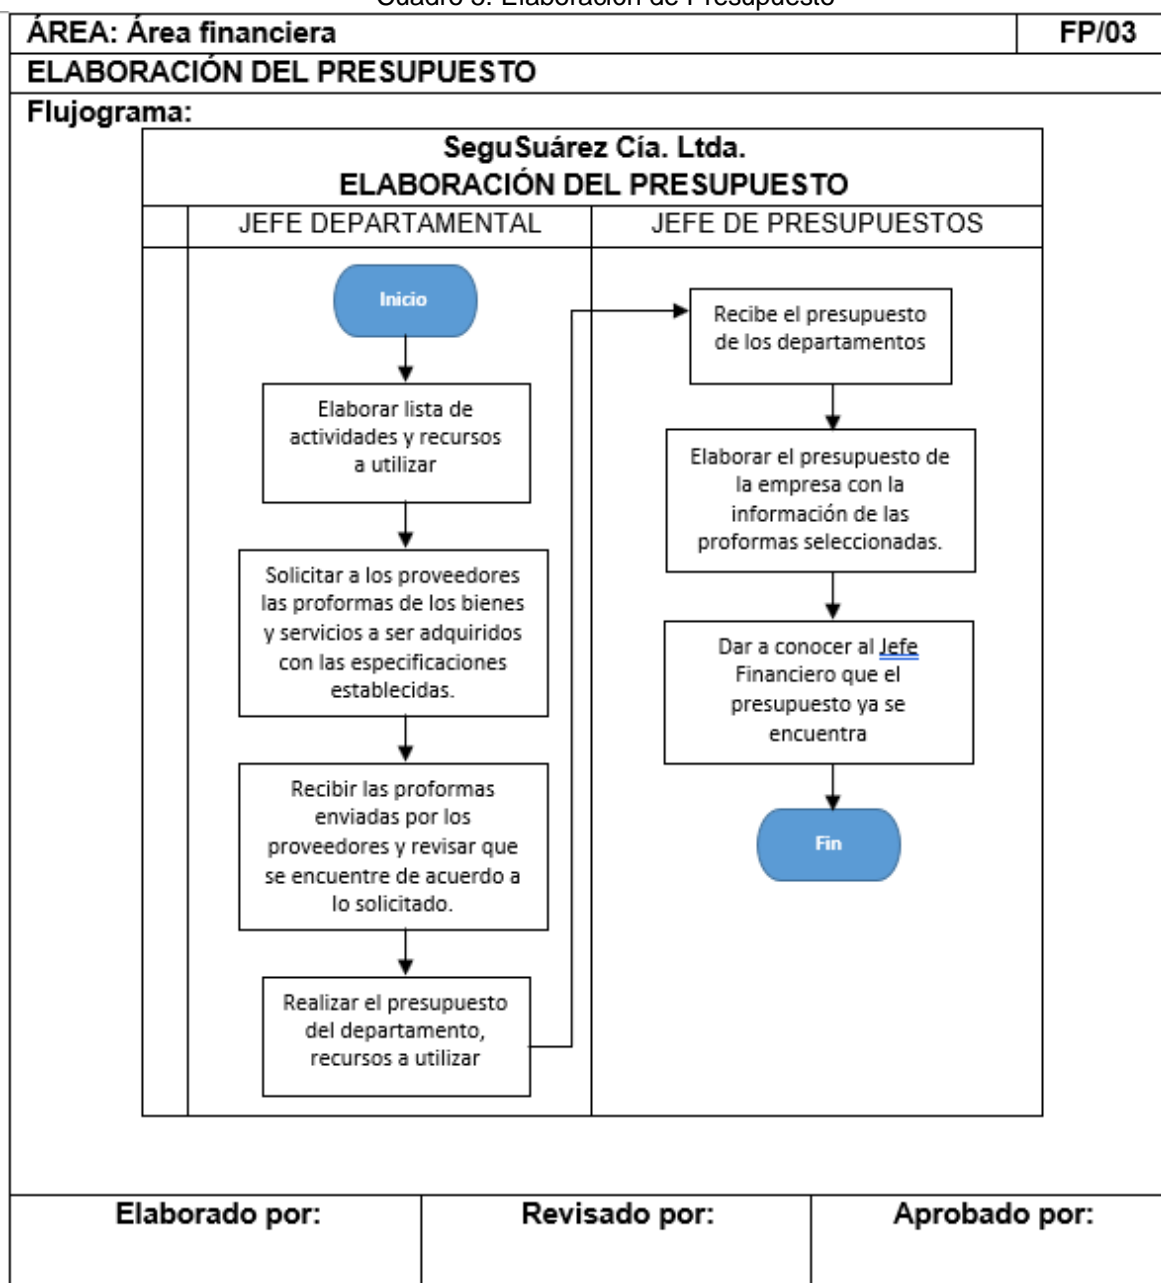 Cuadro 3. Elaboración de Presupuesto
ÁREA: Área financiera
FP/03
ELABORACIÓN DEL PRESUPUESTO
Flujograma:
SeguSuárez Cía. Ltda.
ELABORACIÓN DEL PRESUPUESTO
JEFE DEPARTAMENTAL
JEFE DE PRESUPUESTOS
Inicio
Elaborar lista de
actividades y recursos
a utilizar
Solicitar a los proveedores
las proformas de los bienes
y servicios a ser adquiridos
con las especificaciones
establecidas.
Recibir las proformas
enviadas por los
proveedores y revisar que
se encuentre de acuerdo a
lo solicitado.
Realizar el presupuesto
del departamento,
recursos a utilizar
Recibe el presupuesto
de los departamentos
Elaborar el presupuesto de
la empresa con la
información de las
proformas seleccionadas.
Dar a conocer al Jefe
Financiero que el
presupuesto ya se
encuentra
Fin
Elaborado por:
Revisado por:
Aprobado por: